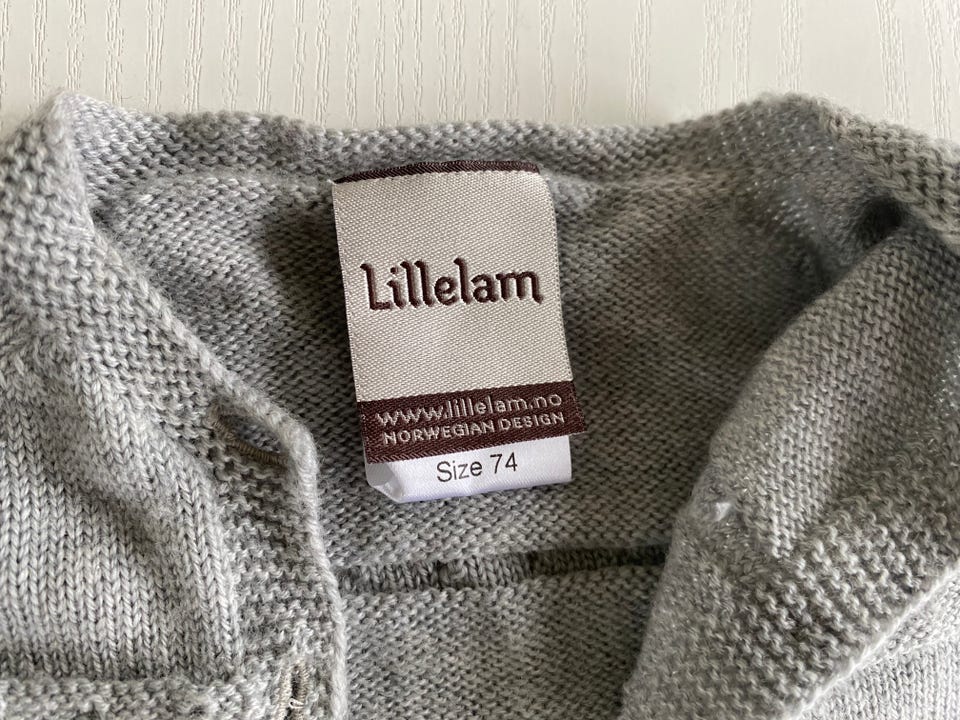 Lillelam
www.lillelam.no
NORWEGIAN DESIGN
Size 74